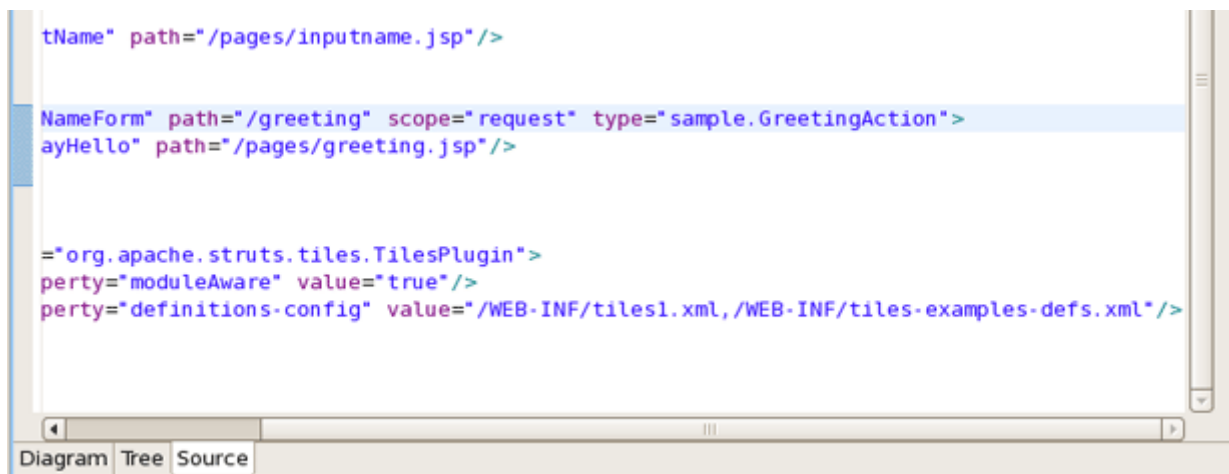 tName" path="/pages/inputname.jsp"/>
NameForm" path="/greeting" scope="request" type="sample.GreetingAction">
ayHello" path="/pages/greeting.jsp"/>
="org.apache.struts.tiles.TilesPlugin">
perty="moduleAware" value="true"/>
perty="definitions-config" value="/WEB-INF/tiles1.xml,/WEB-INF/tiles-examples-defs.xml"/>
Diagram Tree Source